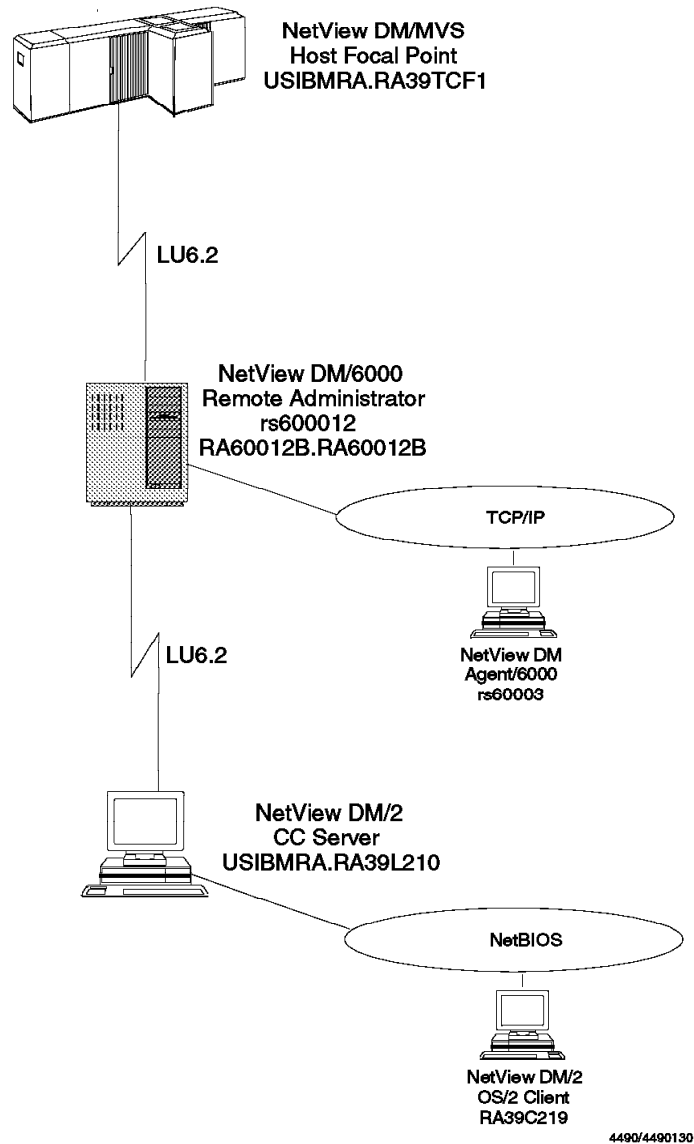 NetView DM/MVS
Host Focal Point
USIBMRA.RA39TCF1
LU6.2
NetView DM/6000
Remote Administrator
rs600012
RA60012B.RA60012B
TCP/IP
NetView DM
Agent/6000
rs60003
LU6.2
NetView DM/2
CC Server
USIBMRA.RA39L210
NetBIOS
NetView DM/2
OS/2 Client
RA39C219
4490/4490130